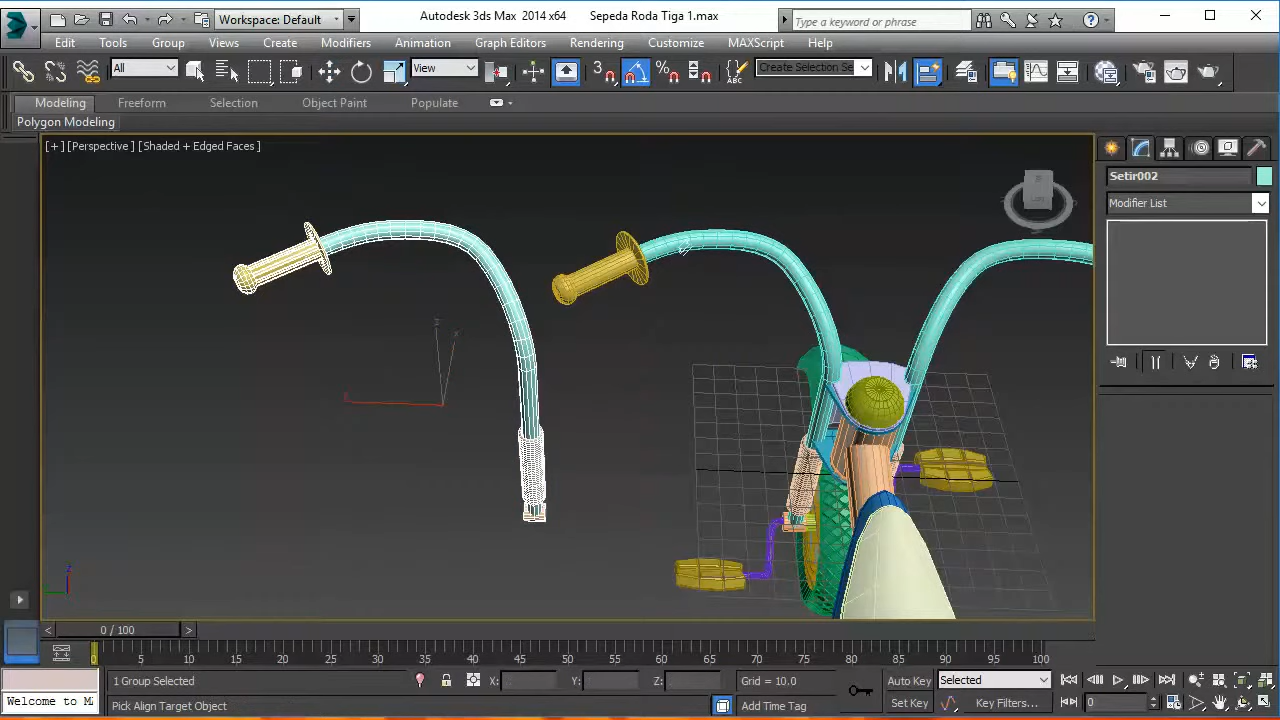 Workspace: Default
Autodesk 3ds Max 2014 x64 Sepeda Roda Tiga 1.max
Type a keyword or phrase
Edit Tools Group Views Create Modifiers Animation Graph Editors Rendering Customize MAXScript Help
All View 3 ABC Create Selection Se
Modeling Freeform Selection Object Paint Populate
Polygon Modeling
[+] [Perspective] [Shaded + Edged Faces]
Setir002
Modifier List
0 / 100
0 5 10 15 20 25 30 35 40 45 50 55 60 65 70 75 80 85 90 95 100
1 Group Selected X: Y: Z: Grid = 10,0 Auto Key Selected
Welcome to Mi Pick Align Target Object Add Time Tag Set Key Key Filters... 0